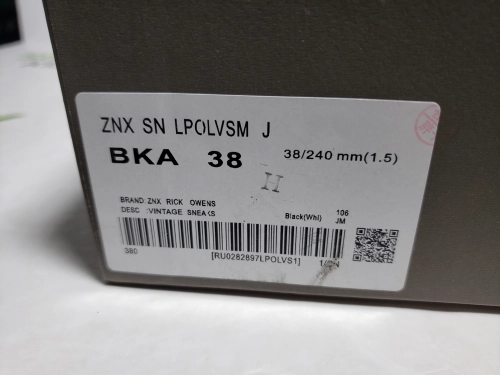 ZNX SN LPOLVSM J
BKA 38 38/240 mm(1.5)
H
BRAND:ZNX RICK OWENS
DESC :VINTAGE SNEAKS Black(Whl) 106
JM
380 [RU0282897LPOLVS1]